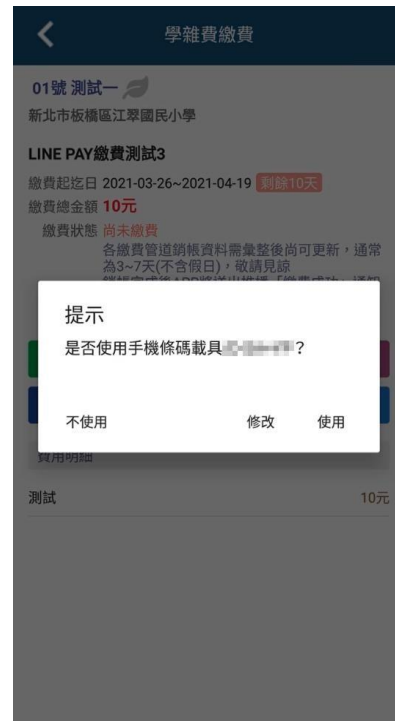 學雜費繳費
01號 測試一
新北市板橋區江翠國民小學
LINE PAY繳費測試3
繳費起迄日 2021-03-26~2021-04-19 剩餘10天
繳費總金額 10元
繳費狀態 尚未繳費
各繳費管道銷帳資料需彙整後尚可更新，通常
為3~7天(不含假日)，敬請見諒
提示
是否使用手機條碼載具 ？
不使用 修改 使用
費用明細
測試 10元